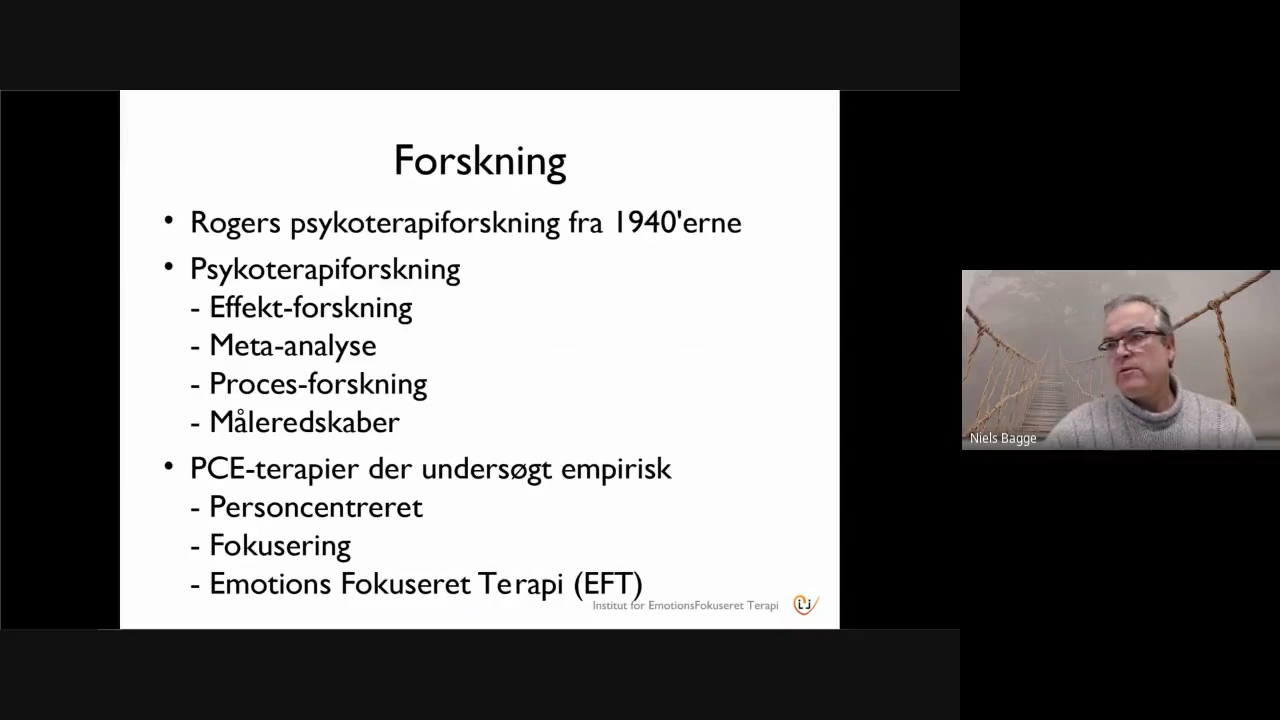 Forskning
• Rogers psykoterapiforskning fra 1940'erne
• Psykoterapiforskning
- Effekt-forskning
- Meta-analyse
- Proces-forskning
- Måleredskaber
• PCE-terapier der undersøgt empirisk
- Personcentreret
- Fokusering
- Emotions Fokuseret Terapi (EFT)
Institut for EmotionsFokuseret Terapi
Niels Bagge